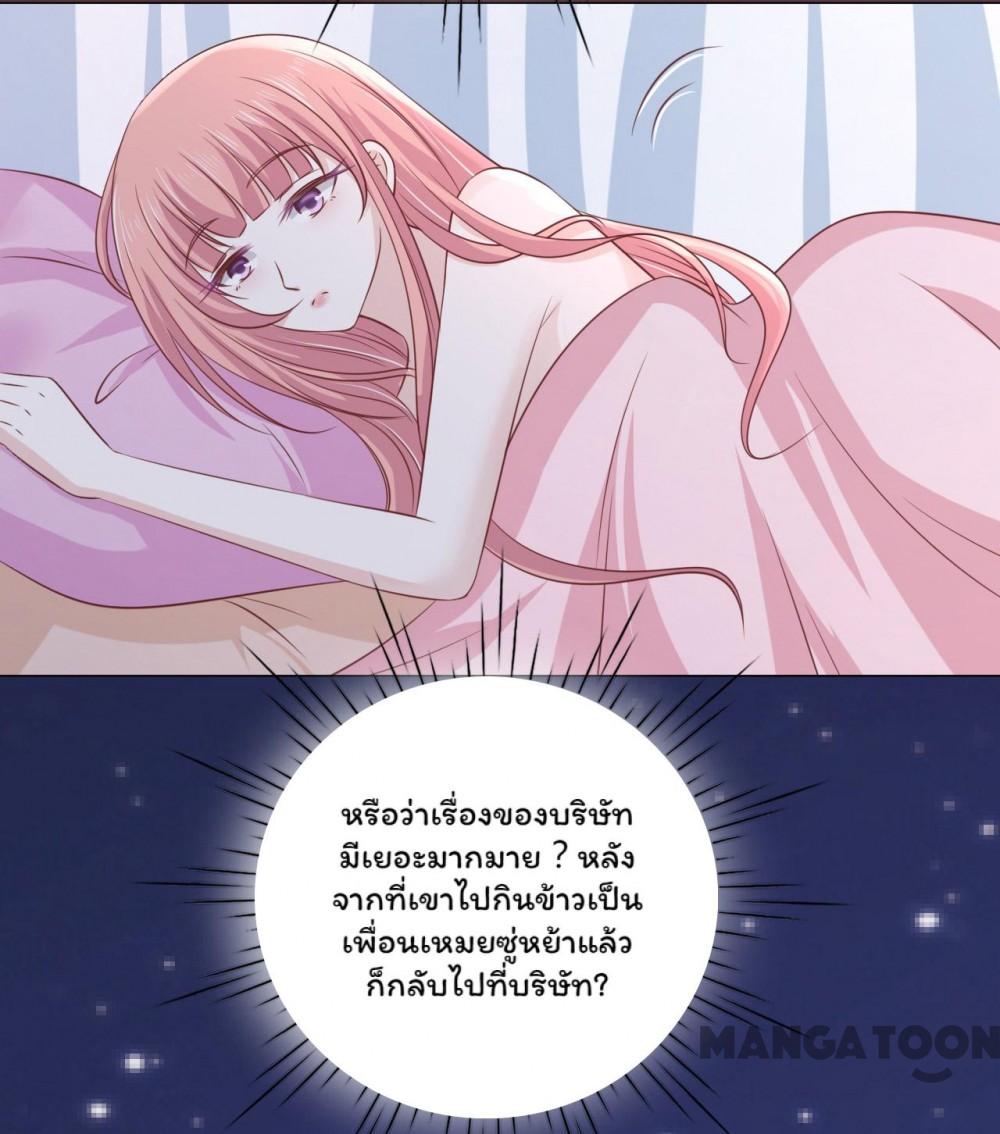 หรือว่าเรื่องของบริษัท
มีเยอะมากมาย ? หลัง
จากที่เขาไปกินข้าวเป็น
เพื่อนเหมยซู่หย้าแล้ว
ก็กลับไปที่บริษัท?
MANGATOON